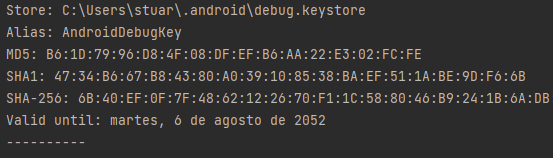 Store: C:\Users\stuar\.android\debug.keystore
Alias: AndroidDebugKey
MD5: B6:1D:79:96:D8:4F:08:DF:EF:B6:AA:22:E3:02:FC:FE
SHA1: 47:34:B6:67:B8:43:80:A0:39:10:85:38:BA:EF:51:1A:BE:9D:F6:6B
SHA-256: 6B:40:EF:0F:7F:48:62:12:26:70:F1:1C:58:80:46:B9:24:1B:6A:DB
Valid until: martes, 6 de agosto de 2052
----------